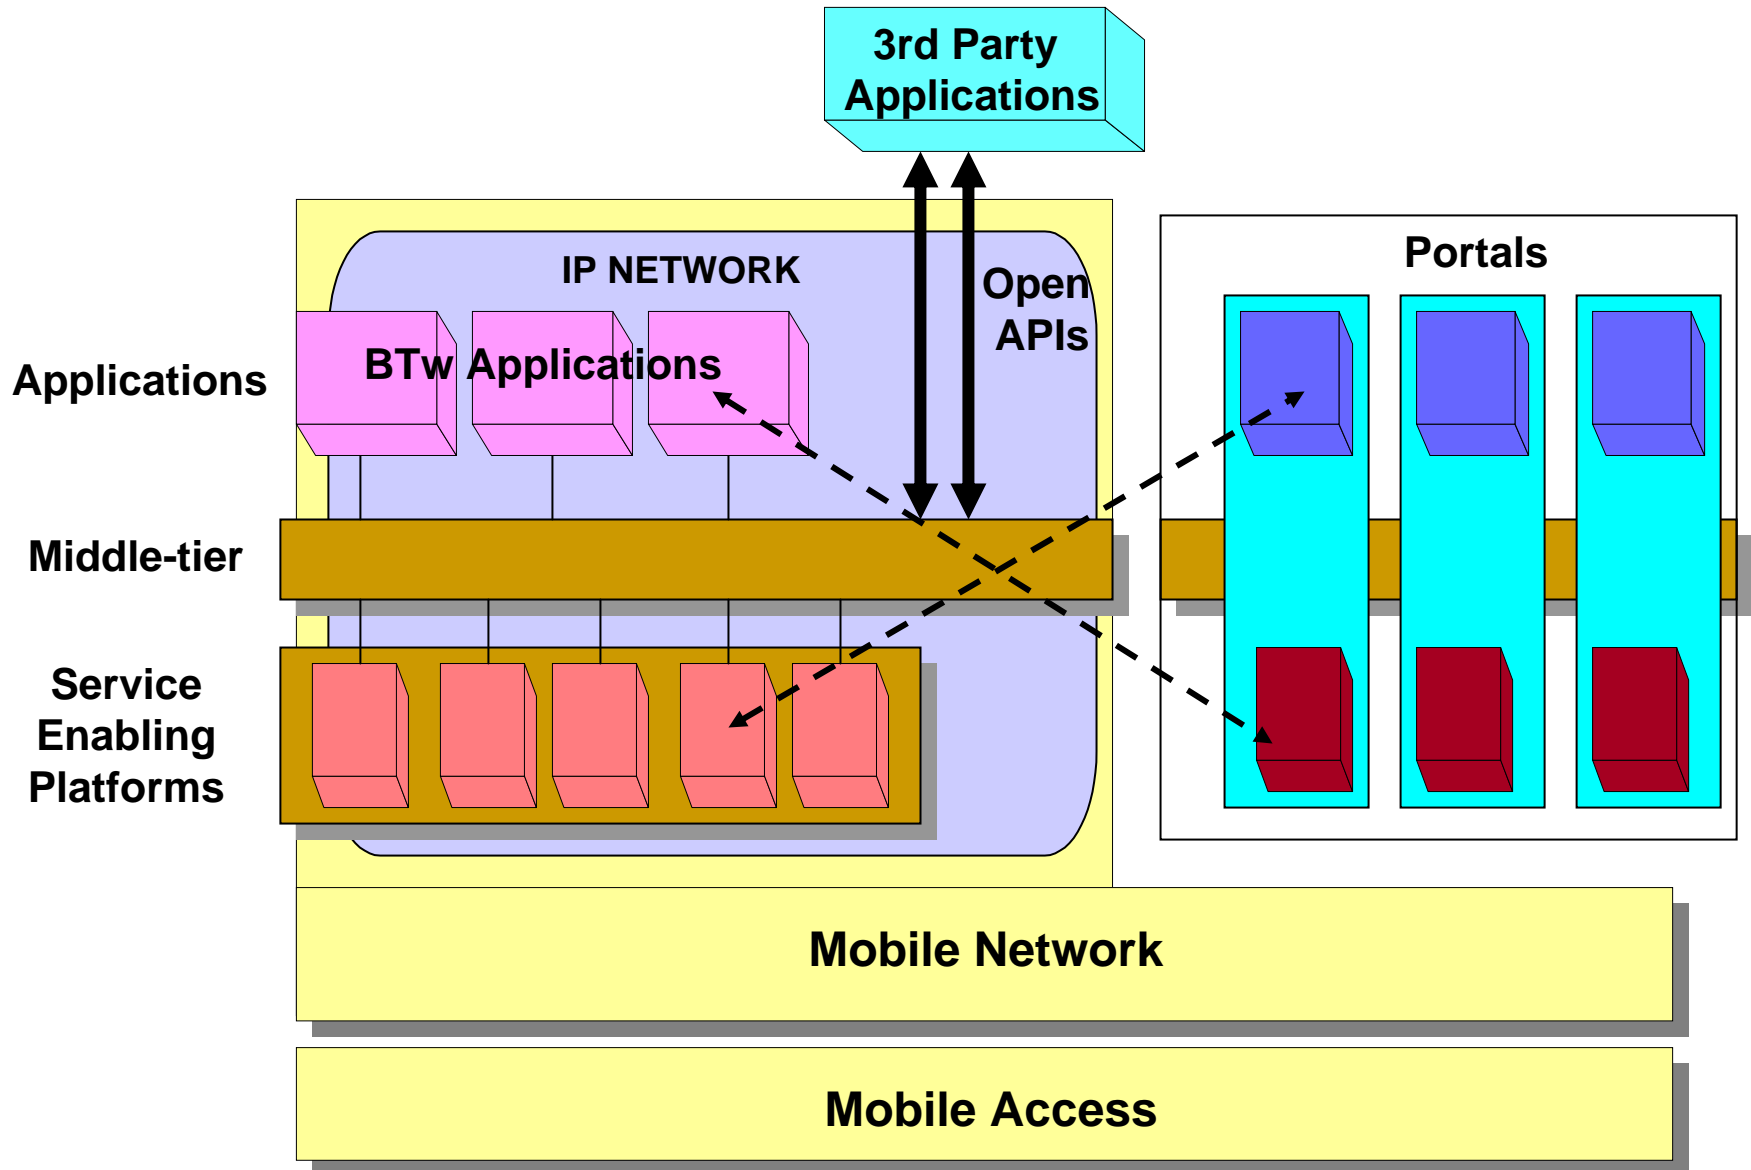 3rd Party
Applications
IP NETWORK
Open
APIs
Portals
Applications
BTw Applications
Middle-tier
Service
Enabling
Platforms
Mobile Network
Mobile Access